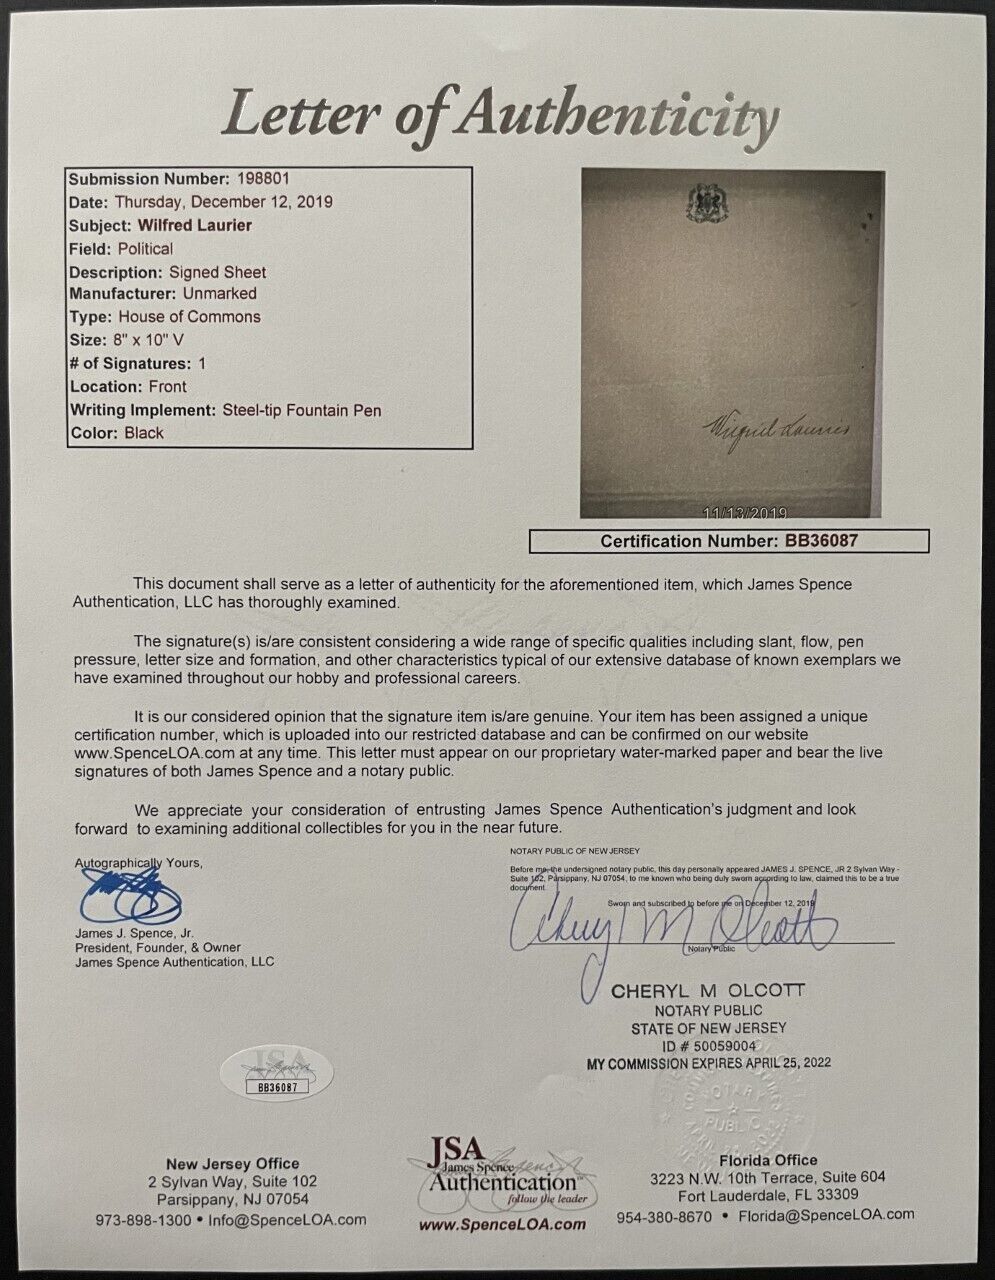 Letter of Authenticity
Submission Number: 198801
Date: Thursday, December 12, 2019
Subject: Wilfred Laurier
Field: Political
Description: Signed Sheet
Manufacturer: Unmarked
Type: House of Commons
Size: 8" x 10" V
# of Signatures: 1
Location: Front
Writing Implement: Steel-tip Fountain Pen
Color: Black
Wilfrid Laurier
11/13/2019
Certification Number: BB36087
This document shall serve as a letter of authenticity for the aforementioned item, which James Spence
Authentication, LLC has thoroughly examined.
The signature(s) is/are consistent considering a wide range of specific qualities including slant, flow, pen
pressure, letter size and formation, and other characteristics typical of our extensive database of known exemplars we
have examined throughout our hobby and professional careers.
It is our considered opinion that the signature item is/are genuine. Your item has been assigned a unique
certification number, which is uploaded into our restricted database and can be confirmed on our website
www.SpenceLOA.com at any time. This letter must appear on our proprietary water-marked paper and bear the live
signatures of both James Spence and a notary public.
We appreciate your consideration of entrusting James Spence Authentication's judgment and look
forward to examining additional collectibles for you in the near future.
Autographically Yours,
James J. Spence, Jr.
President, Founder, & Owner
James Spence Authentication, LLC
NOTARY PUBLIC OF NEW JERSEY
Before me, the undersigned notary public, this day personally appeared JAMES J. SPENCE, JR 2 Sylvan Way -
Suite 102, Parsippany, NJ 07054, to me known who being duly sworn according to law, claimed this to be a true
document.
Sworn and subscribed to before me on December 12, 2019
Cheryl M Olcott
Notary Public
CHERYL M OLCOTT
NOTARY PUBLIC
STATE OF NEW JERSEY
ID # 50059004
MY COMMISSION EXPIRES APRIL 25, 2022
NOTARY
PUBLIC
JSA
BB36087
New Jersey Office
2 Sylvan Way, Suite 102
Parsippany, NJ 07054
973-898-1300 • Info@SpenceLOA.com
JSA
James Spence
Authentication
follow the leader
www.SpenceLOA.com
Florida Office
3223 N.W. 10th Terrace, Suite 604
Fort Lauderdale, FL 33309
954-380-8670 • Florida@SpenceLOA.com